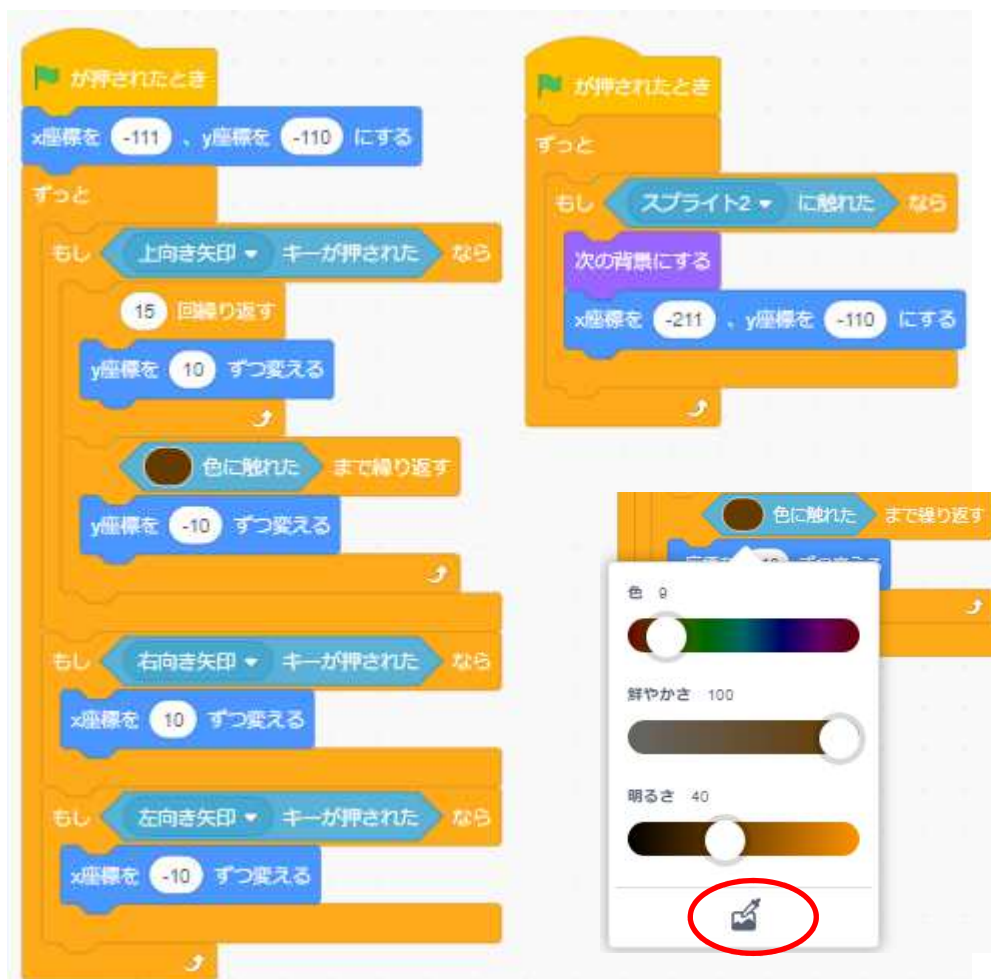 が押されたとき
x座標を -111 、y座標を -110 にする
ずっと
もし 上向き矢印 キーが押された なら
15 回繰り返す
y座標を 10 ずつ変える
色に触れた まで繰り返す
y座標を -10 ずつ変える
もし 右向き矢印 キーが押された なら
x座標を 10 ずつ変える
もし 左向き矢印 キーが押された なら
x座標を -10 ずつ変える
が押されたとき
ずっと
もし スプライト2 に触れた なら
次の背景にする
x座標を -211 、y座標を -110 にする
色に触れた まで繰り返す
色 9
鮮やかさ 100
明るさ 40